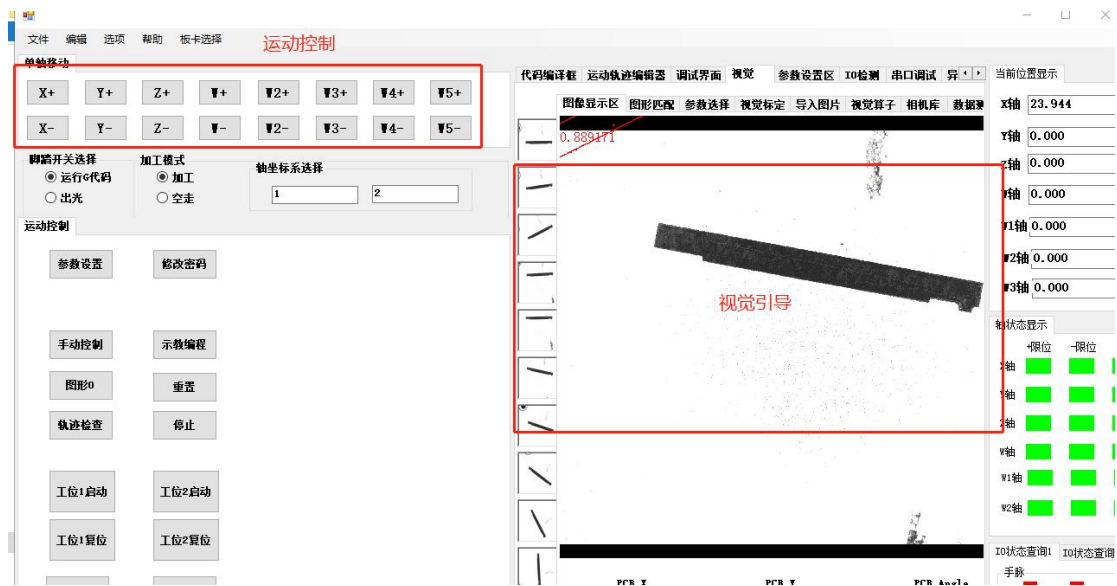 文件 编辑 选项 帮助 板卡选择
运动控制
单轴移动
X+ Y+ Z+ W+ W2+ W3+ W4+ W5+
X- Y- Z- W- W2- W3- W4- W5-
脚踏开关选择
运行G代码
出光
加工模式
加工
空走
轴坐标系选择
1 2
运动控制
参数设置 修改密码
手动控制 示教编程
图形0 重置
轨迹检查 停止
工位1启动 工位2启动
工位1复位 工位2复位
代码编译框 运动轨迹编辑器 调试界面 视觉 参数设置区 IO检测 串口调试 异
图像显示区 图形匹配 参数选择 视觉标定 导入图片 视觉算子 相机库 数据
0.889171
视觉引导
PCB X PCB Y PCB Angle
当前位置显示
X轴 23.944
Y轴 0.000
Z轴 0.000
W轴 0.000
W1轴 0.000
W2轴 0.000
W3轴 0.000
轴状态显示
+限位 -限位
X轴
Y轴
Z轴
W轴
W1轴
W2轴
IO状态查询1 IO状态查询
手脉